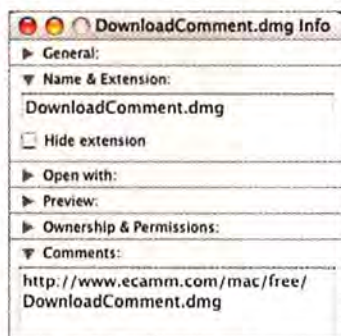 DownloadComment.dmg Info
General:
Name & Extension:
DownloadComment.dmg
Hide extension
Open with:
Preview:
Ownership & Permissions:
Comments:
http://www.ecamm.com/mac/free/
DownloadComment.dmg